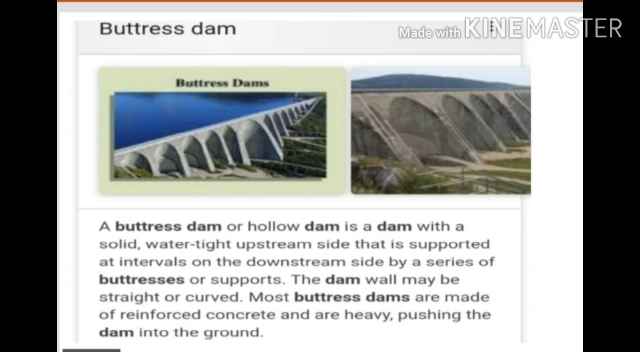 Buttress dam
Made with KINEMASTER
Buttress Dams
A buttress dam or hollow dam is a dam with a
solid, water-tight upstream side that is supported
at intervals on the downstream side by a series of
buttresses or supports. The dam wall may be
straight or curved. Most buttress dams are made
of reinforced concrete and are heavy, pushing the
dam into the ground.